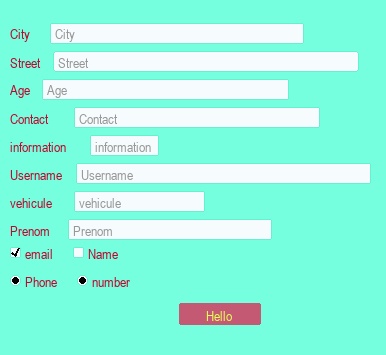 City City
Street Street
Age Age
Contact Contact
information information
Username Username
vehicule vehicule
Prenom Prenom
email Name
Phone number
Hello